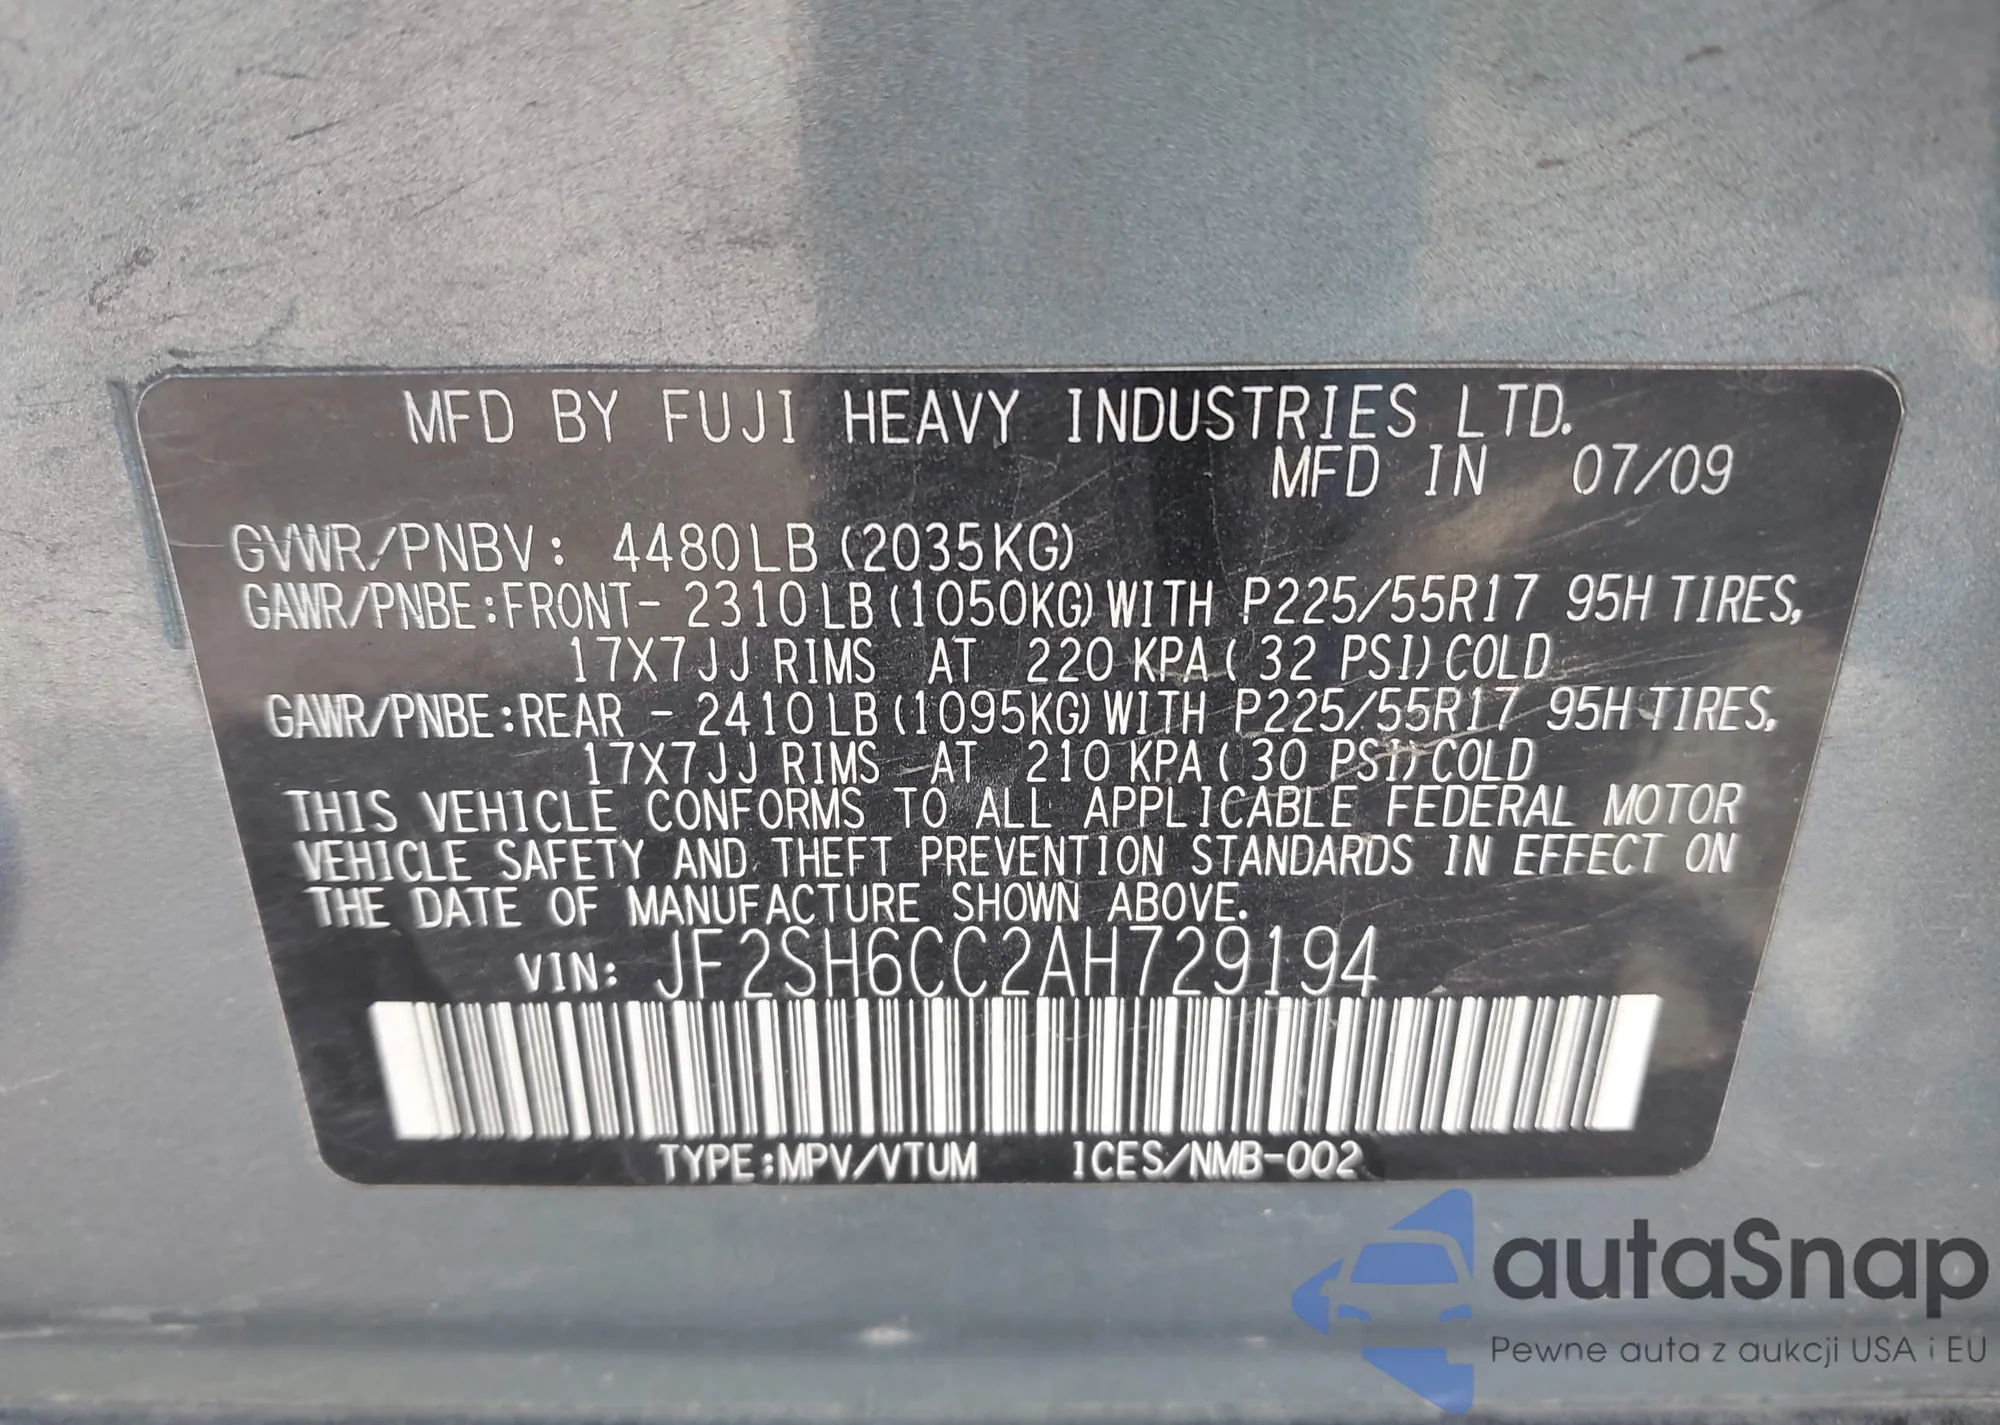 MFD BY FUJI HEAVY INDUSTRIES LTD.
MFD IN 07/09
GVWR/PNBV: 4480LB (2035KG)
GAWR/PNBE:FRONT- 2310LB (1050KG) WITH P225/55R17 95H TIRES,
17X7JJ RIMS AT 220 KPA ( 32 PSI) COLD
GAWR/PNBE:REAR - 2410LB (1095KG) WITH P225/55R17 95H TIRES,
17X7JJ RIMS AT 210 KPA ( 30 PSI) COLD
THIS VEHICLE CONFORMS TO ALL APPLICABLE FEDERAL MOTOR
VEHICLE SAFETY AND THEFT PREVENTION STANDARDS IN EFFECT ON
THE DATE OF MANUFACTURE SHOWN ABOVE.
VIN: JF2SH6CC2AH729194
TYPE:MPV/VTUM ICES/NMB-002
autaSnap
Pewne auta z aukcji USA i EU